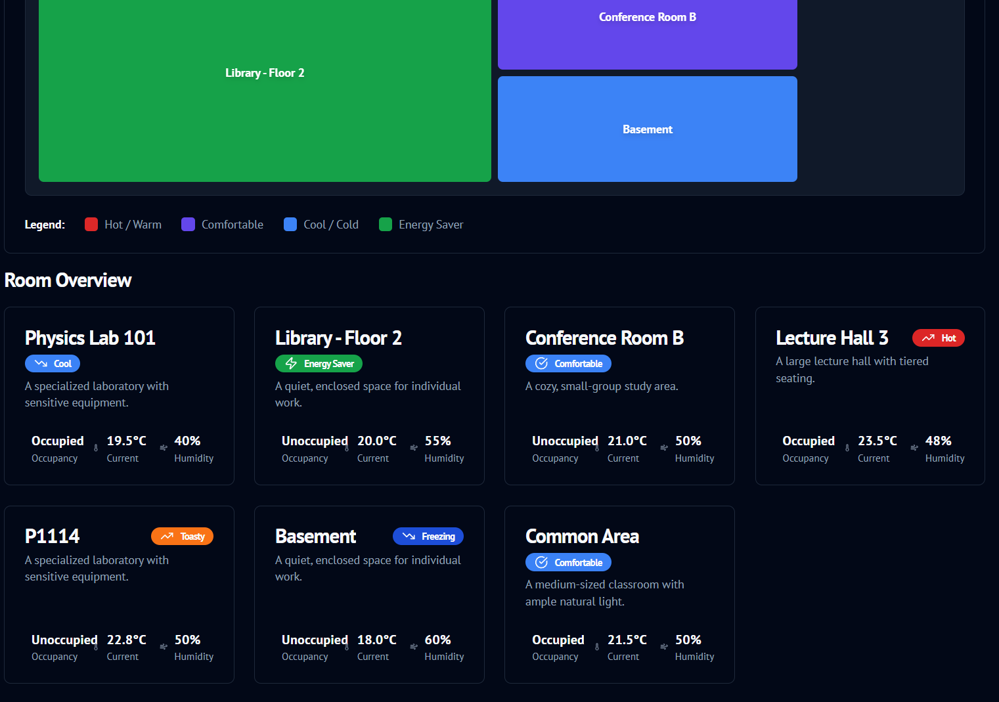 Conference Room B
Library - Floor 2
Basement
Legend: Hot / Warm Comfortable Cool / Cold Energy Saver
Room Overview
Physics Lab 101
Cool
A specialized laboratory with
sensitive equipment.
Occupied 19.5°C 40%
Occupancy Current Humidity
Library - Floor 2
Energy Saver
A quiet, enclosed space for individual
work.
Unoccupied 20.0°C 55%
Occupancy Current Humidity
Conference Room B
Comfortable
A cozy, small-group study area.
Unoccupied 21.0°C 50%
Occupancy Current Humidity
Lecture Hall 3 Hot
A large lecture hall with tiered
seating.
Occupied 23.5°C 48%
Occupancy Current Humidity
P1114 Toasty
A specialized laboratory with
sensitive equipment.
Unoccupied 22.8°C 50%
Occupancy Current Humidity
Basement Freezing
A quiet, enclosed space for individual
work.
Unoccupied 18.0°C 60%
Occupancy Current Humidity
Common Area
Comfortable
A medium-sized classroom with
ample natural light.
Occupied 21.5°C 50%
Occupancy Current Humidity